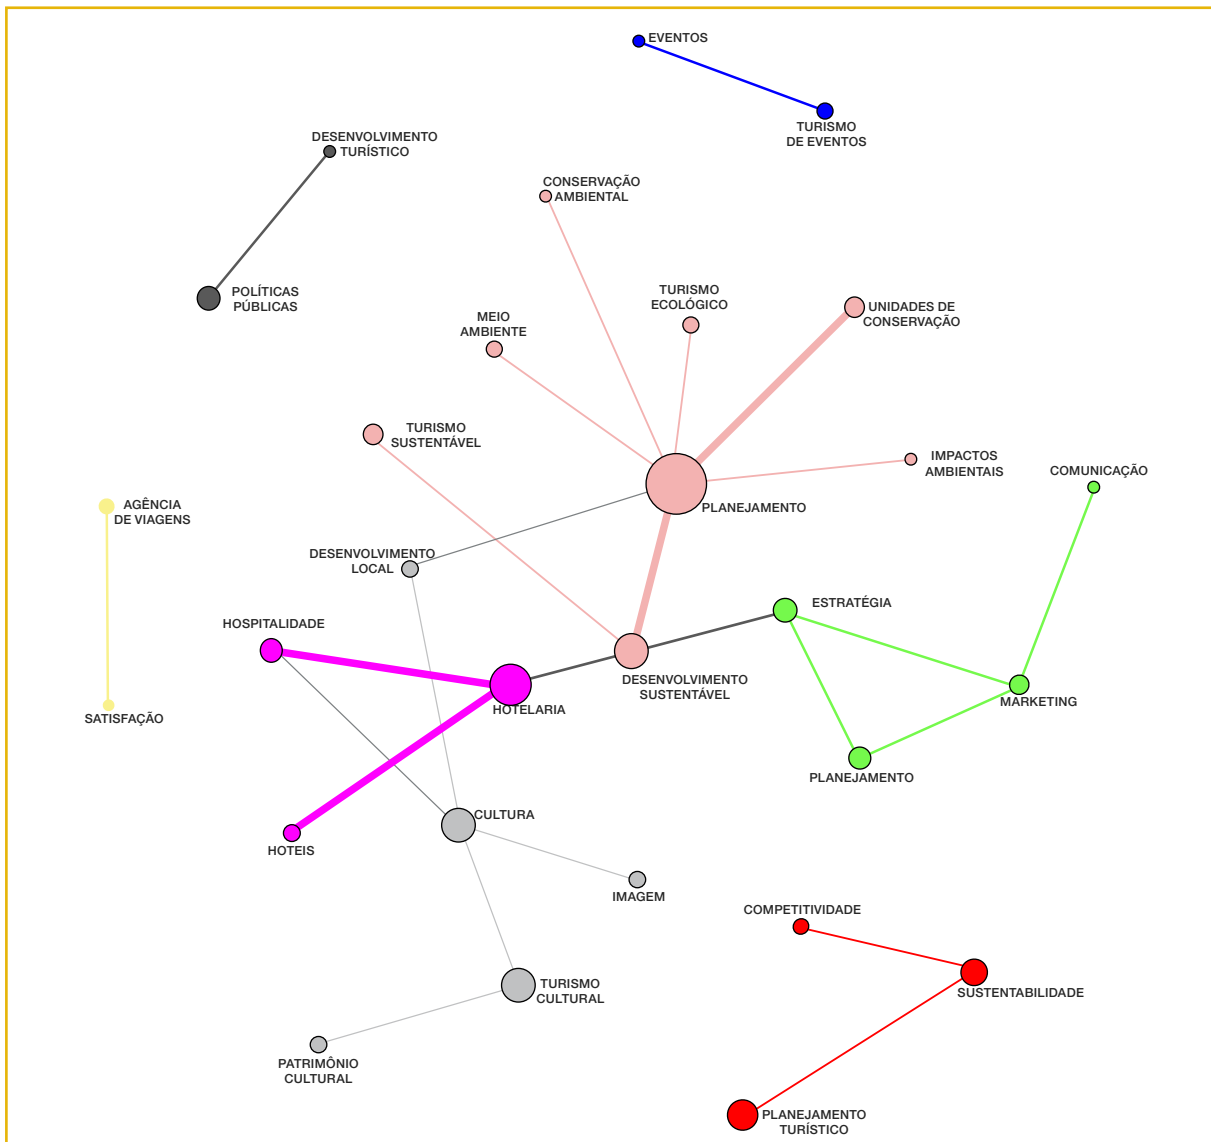 EVENTOS
TURISMO
DE EVENTOS
DESENVOLVIMENTO
TURÍSTICO
CONSERVAÇÃO
AMBIENTAL
POLÍTICAS
PÚBLICAS
TURISMO
ECOLÓGICO
UNIDADES DE
CONSERVAÇÃO
MEIO
AMBIENTE
TURISMO
SUSTENTÁVEL
IMPACTOS
AMBIENTAIS
COMUNICAÇÃO
AGÊNCIA
DE VIAGENS
PLANEJAMENTO
DESENVOLVIMENTO
LOCAL
ESTRATÉGIA
HOSPITALIDADE
DESENVOLVIMENTO
SUSTENTÁVEL
MARKETING
HOTELARIA
SATISFAÇÃO
PLANEJAMENTO
CULTURA
HOTEIS
IMAGEM
COMPETITIVIDADE
TURISMO
CULTURAL
SUSTENTABILIDADE
PATRIMÔNIO
CULTURAL
PLANEJAMENTO
TURÍSTICO